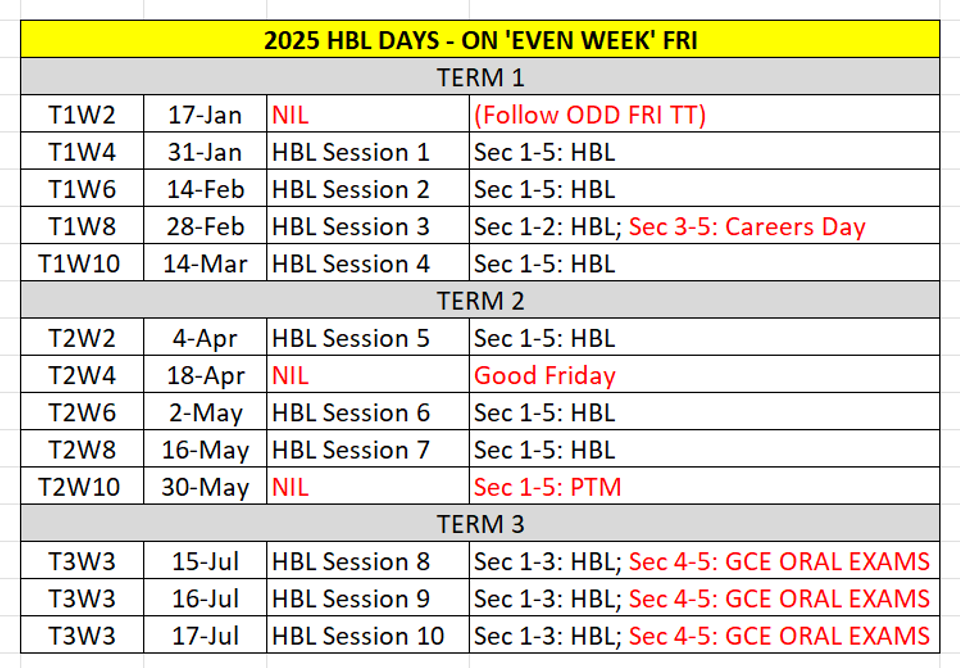 2025 HBL DAYS - ON 'EVEN WEEK' FRI
TERM 1
T1W2 17-Jan NIL (Follow ODD FRI TT)
T1W4 31-Jan HBL Session 1 Sec 1-5: HBL
T1W6 14-Feb HBL Session 2 Sec 1-5: HBL
T1W8 28-Feb HBL Session 3 Sec 1-2: HBL; Sec 3-5: Careers Day
T1W10 14-Mar HBL Session 4 Sec 1-5: HBL
TERM 2
T2W2 4-Apr HBL Session 5 Sec 1-5: HBL
T2W4 18-Apr NIL Good Friday
T2W6 2-May HBL Session 6 Sec 1-5: HBL
T2W8 16-May HBL Session 7 Sec 1-5: HBL
T2W10 30-May NIL Sec 1-5: PTM
TERM 3
T3W3 15-Jul HBL Session 8 Sec 1-3: HBL; Sec 4-5: GCE ORAL EXAMS
T3W3 16-Jul HBL Session 9 Sec 1-3: HBL; Sec 4-5: GCE ORAL EXAMS
T3W3 17-Jul HBL Session 10 Sec 1-3: HBL; Sec 4-5: GCE ORAL EXAMS